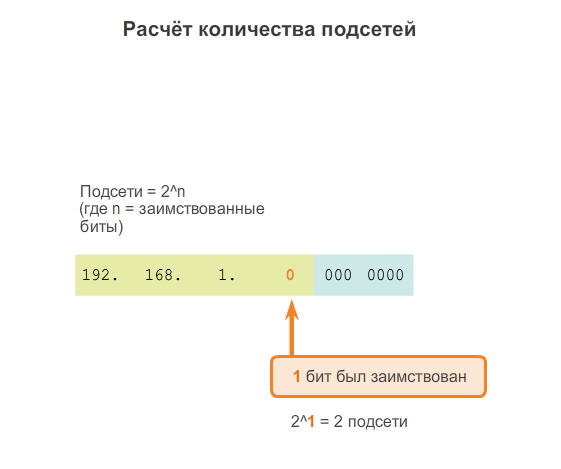 Расчёт количества подсетей
Подсети = 2^n
(где n = заимствованные
биты)
192. 168. 1. 0 000 0000
1 бит был заимствован
2^1 = 2 подсети